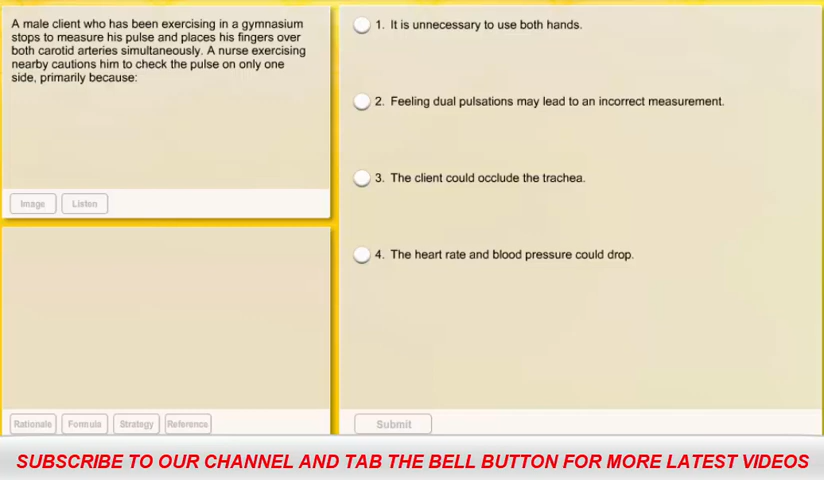 A male client who has been exercising in a gymnasium
stops to measure his pulse and places his fingers over
both carotid arteries simultaneously. A nurse exercising
nearby cautions him to check the pulse on only one
side, primarily because:
Image
Listen
1. It is unnecessary to use both hands.
2. Feeling dual pulsations may lead to an incorrect measurement.
3. The client could occlude the trachea.
4. The heart rate and blood pressure could drop.
Rationale
Formula
Strategy
Reference
Submit
SUBSCRIBE TO OUR CHANNEL AND TAB THE BELL BUTTON FOR MORE LATEST VIDEOS